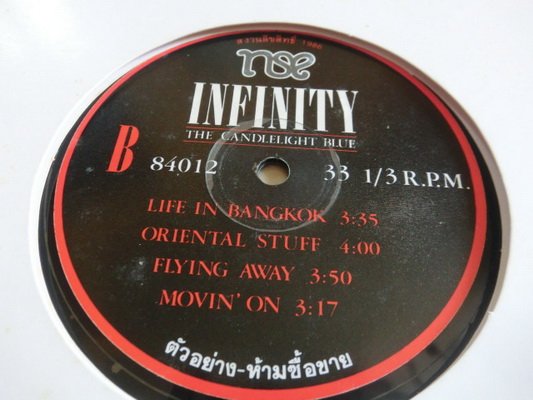 สงวนลิขสิทธิ์ 1986
nse
INFINITY
THE CANDLELIGHT BLUE
B
84012 33 1/3 R.P.M.
LIFE IN BANGKOK 3:35
ORIENTAL STUFF 4:00
FLYING AWAY 3:50
MOVIN' ON 3:17
ตัวอย่าง-ห้ามซื้อขาย